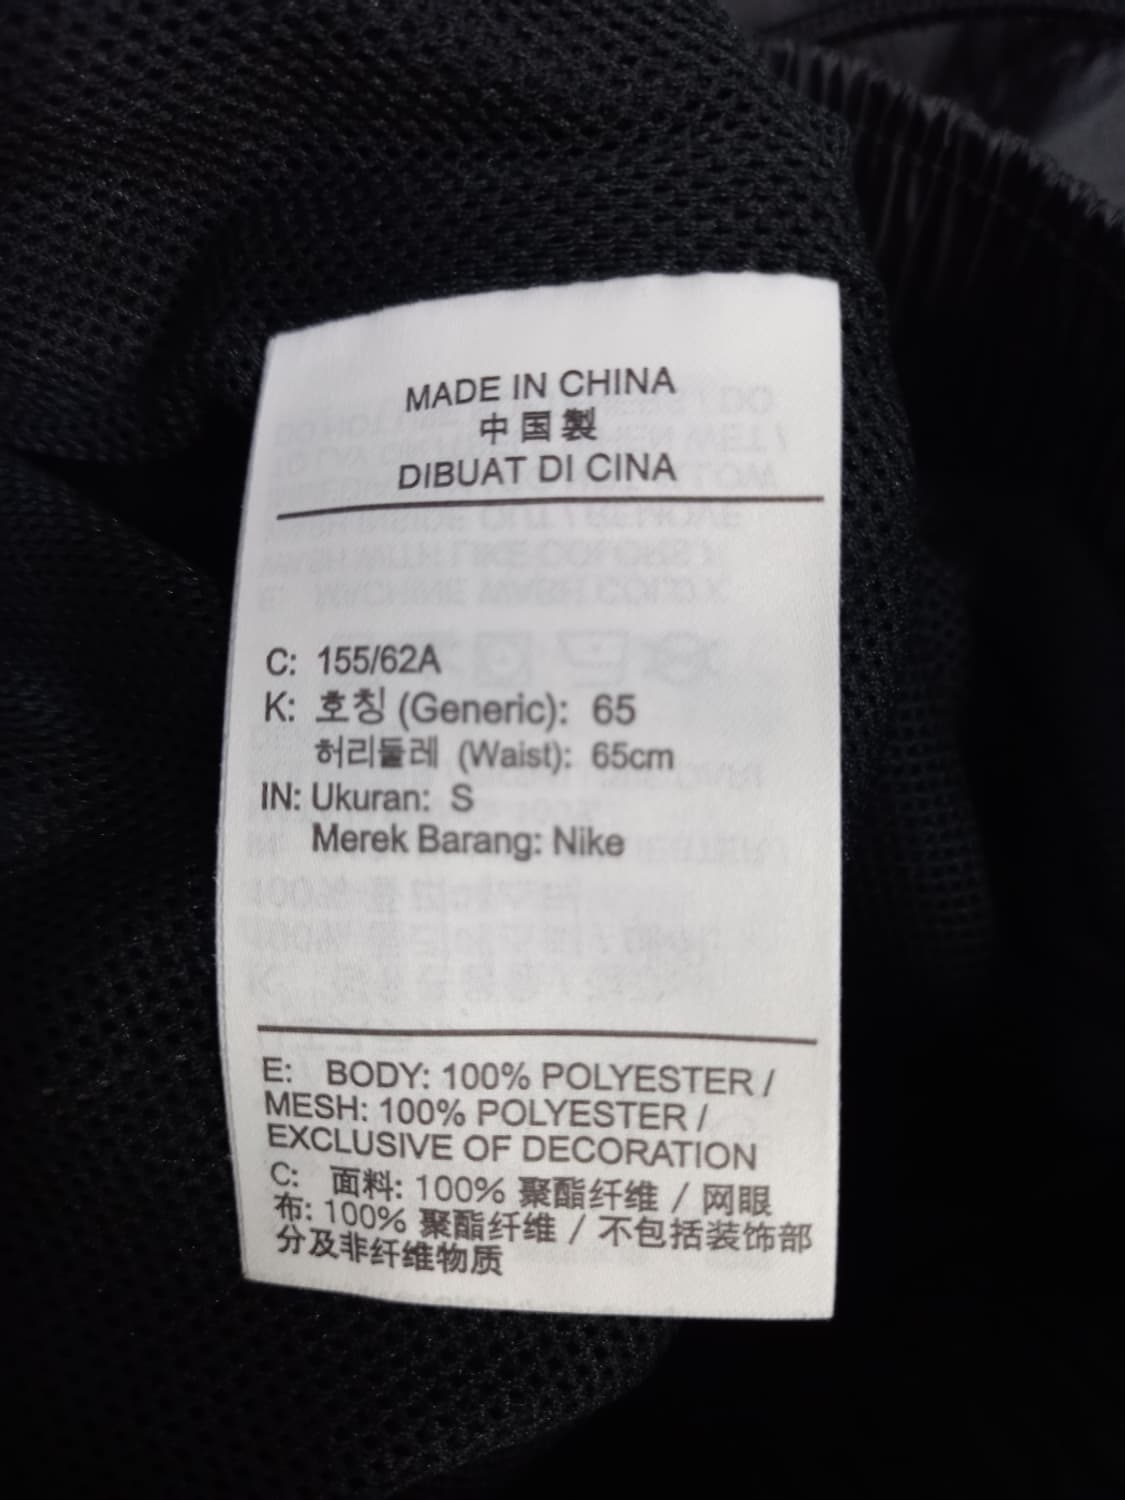 MADE IN CHINA
中国製
DIBUAT DI CINA
C: 155/62A
K: 호칭 (Generic): 65
허리둘레 (Waist): 65cm
IN: Ukuran: S
Merek Barang: Nike
E: BODY: 100% POLYESTER /
MESH: 100% POLYESTER /
EXCLUSIVE OF DECORATION
C: 面料: 100% 聚酯纤维 / 网眼
布: 100% 聚酯纤维 / 不包括装饰部
分及非纤维物质